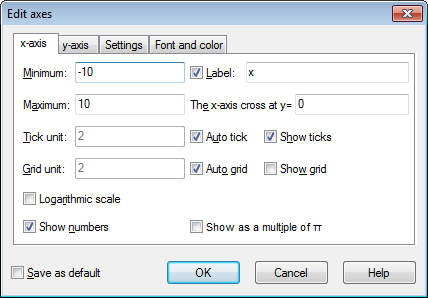 Edit axes
x-axis y-axis Settings Font and color
Minimum: -10 Label: x
Maximum: 10 The x-axis cross at y= 0
Tick unit: 2 Auto tick Show ticks
Grid unit: 2 Auto grid Show grid
Logarithmic scale
Show numbers Show as a multiple of π
Save as default OK Cancel Help